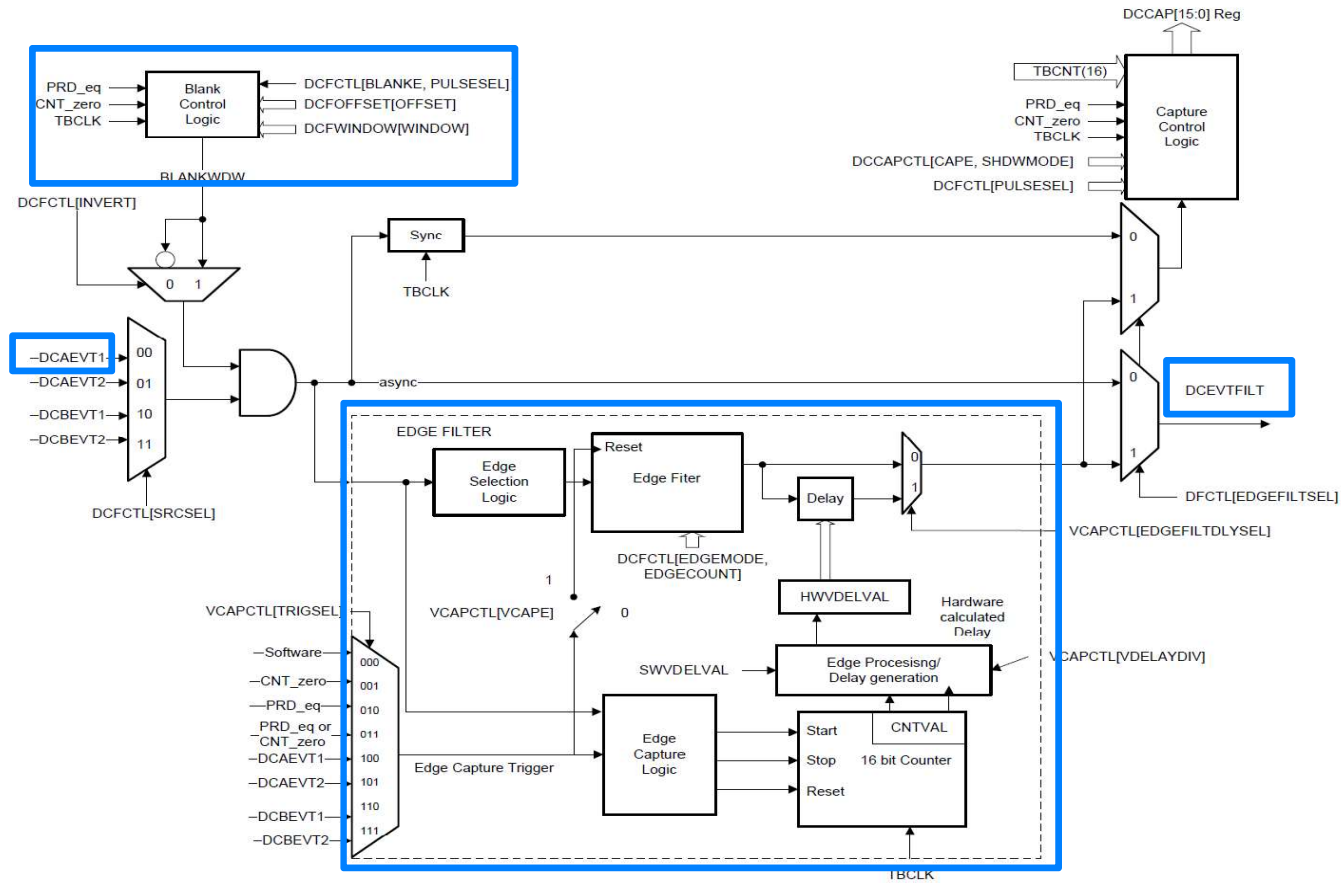 DCCAP[15:0] Reg
PRD_eq
CNT_zero
TBCLK
Blank
Control
Logic
DCFCTL[BLANKE, PULSESEL]
DCFOFFSET[OFFSET]
DCFWINDOW[WINDOW]
BLANKWDW
TBCNT(16)
PRD_eq
CNT_zero
TBCLK
DCCAPCTL[CAPE, SHDWMODE]
DCFCTL[PULSESEL]
Capture
Control
Logic
DCFCTL[INVERT]
0 1
Sync
TBCLK
0
1
DCAEVT1
DCAEVT2
DCBEVT1
DCBEVT2
00
01
10
11
DCFCTL[SRCSEL]
async
0
1
DCEVTFILT
DFCTL[EDGEFILTSEL]
EDGE FILTER
Edge
Selection
Logic
Reset
Edge Fiter
DCFCTL[EDGEMODE,
EDGECOUNT]
Delay
0
1
VCAPCTL[EDGEFILTDLYSEL]
1
VCAPCTL[VCAPE]
0
HWVDELVAL
Hardware
calculated
Delay
SWVDELVAL
Edge Procesisng/
Delay generation
VCAPCTL[VDELAYDIV]
VCAPCTL[TRIGSEL]
Software
CNT_zero
PRD_eq
PRD_eq or
CNT_zero
DCAEVT1
DCAEVT2
DCBEVT1
DCBEVT2
000
001
010
011
100
101
110
111
Edge Capture Trigger
Edge
Capture
Logic
Start
Stop
Reset
CNTVAL
16 bit Counter
TBCLK